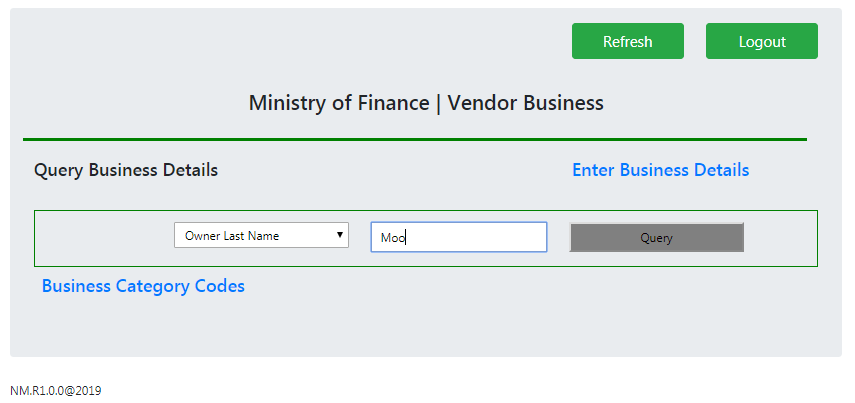 Refresh Logout
Ministry of Finance | Vendor Business
Query Business Details Enter Business Details
Owner Last Name Moo Query
Business Category Codes
NM.R1.0.0@2019